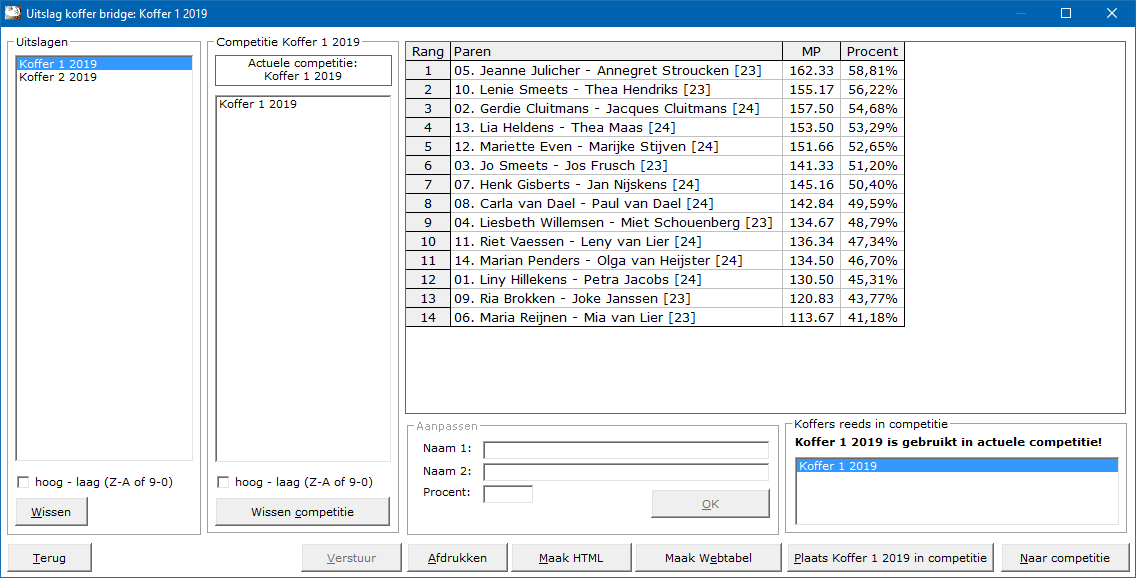 Uitslag koffer bridge: Koffer 1 2019
Uitslagen
Koffer 1 2019
Koffer 2 2019
hoog - laag (Z-A of 9-0)
Wissen
Competitie Koffer 1 2019
Actuele competitie:
Koffer 1 2019
Koffer 1 2019
hoog - laag (Z-A of 9-0)
Wissen competitie
Rang Paren MP Procent
1 05. Jeanne Julicher - Annegret Stroucken [23] 162.33 58,81%
2 10. Lenie Smeets - Thea Hendriks [23] 155.17 56,22%
3 02. Gerdie Cluitmans - Jacques Cluitmans [24] 157.50 54,68%
4 13. Lia Heldens - Thea Maas [24] 153.50 53,29%
5 12. Mariette Even - Marijke Stijven [24] 151.66 52,65%
6 03. Jo Smeets - Jos Frusch [23] 141.33 51,20%
7 07. Henk Gisberts - Jan Nijskens [24] 145.16 50,40%
8 08. Carla van Dael - Paul van Dael [24] 142.84 49,59%
9 04. Liesbeth Willemsen - Miet Schouenberg [23] 134.67 48,79%
10 11. Riet Vaessen - Leny van Lier [24] 136.34 47,34%
11 14. Marian Penders - Olga van Heijster [24] 134.50 46,70%
12 01. Liny Hillekens - Petra Jacobs [24] 130.50 45,31%
13 09. Ria Brokken - Joke Janssen [23] 120.83 43,77%
14 06. Maria Reijnen - Mia van Lier [23] 113.67 41,18%
Aanpassen
Naam 1:
Naam 2:
Procent:
OK
Koffers reeds in competitie
Koffer 1 2019 is gebruikt in actuele competitie!
Koffer 1 2019
Terug
Verstuur
Afdrukken
Maak HTML
Maak Webtabel
Plaats Koffer 1 2019 in competitie
Naar competitie